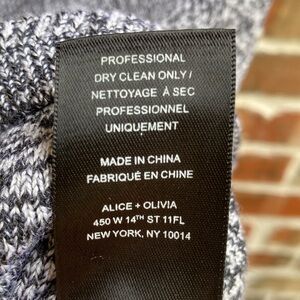 PROFESSIONAL
DRY CLEAN ONLY /
NETTOYAGE À SEC
PROFESSIONNEL
UNIQUEMENT
MADE IN CHINA
FABRIQUÉ EN CHINE
ALICE + OLIVIA
450 W 14TH ST 11FL
NEW YORK, NY 10014